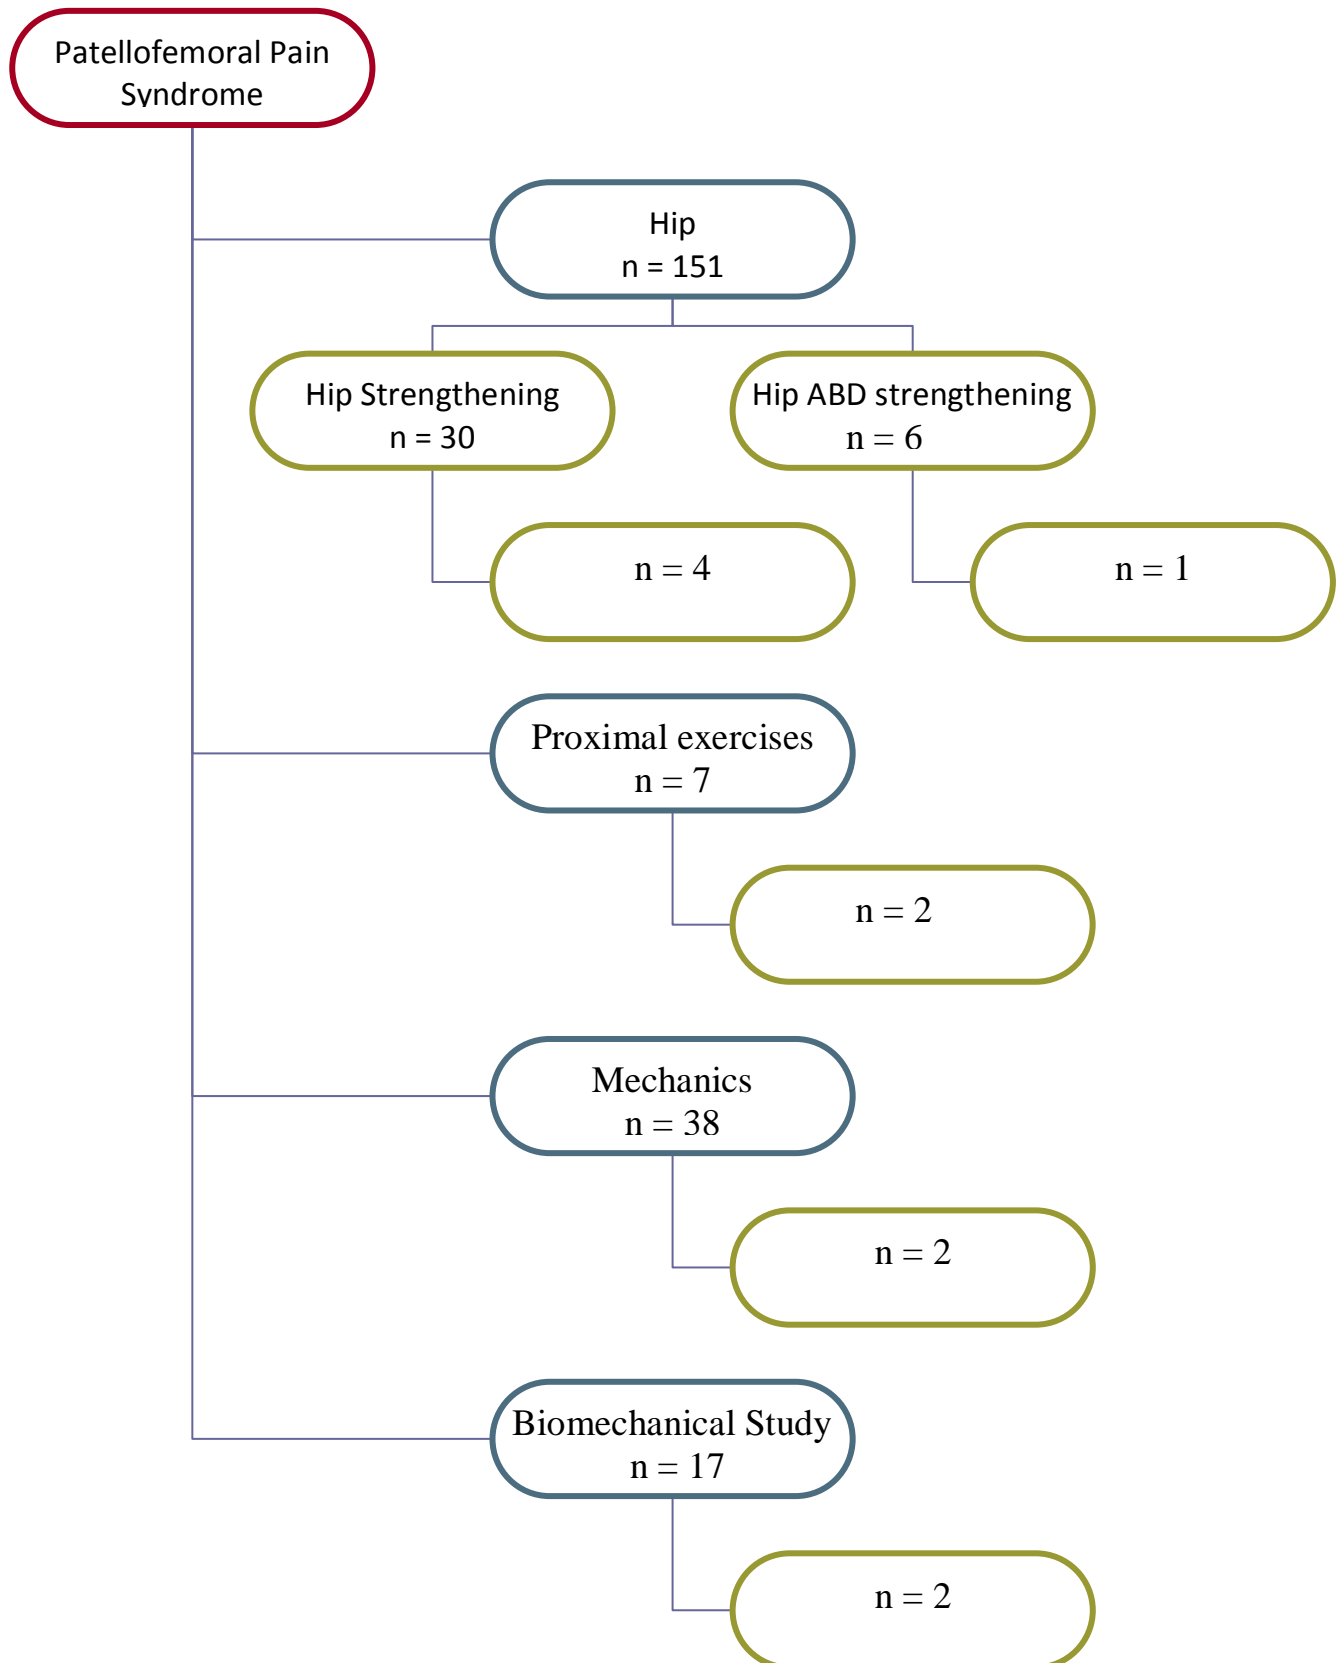 Patellofemoral Pain
Syndrome
Hip
n = 151
Hip Strengthening
n = 30
Hip ABD strengthening
n = 6
n = 4
n = 1
Proximal exercises
n = 7
n = 2
Mechanics
n = 38
n = 2
Biomechanical Study
n = 17
n = 2